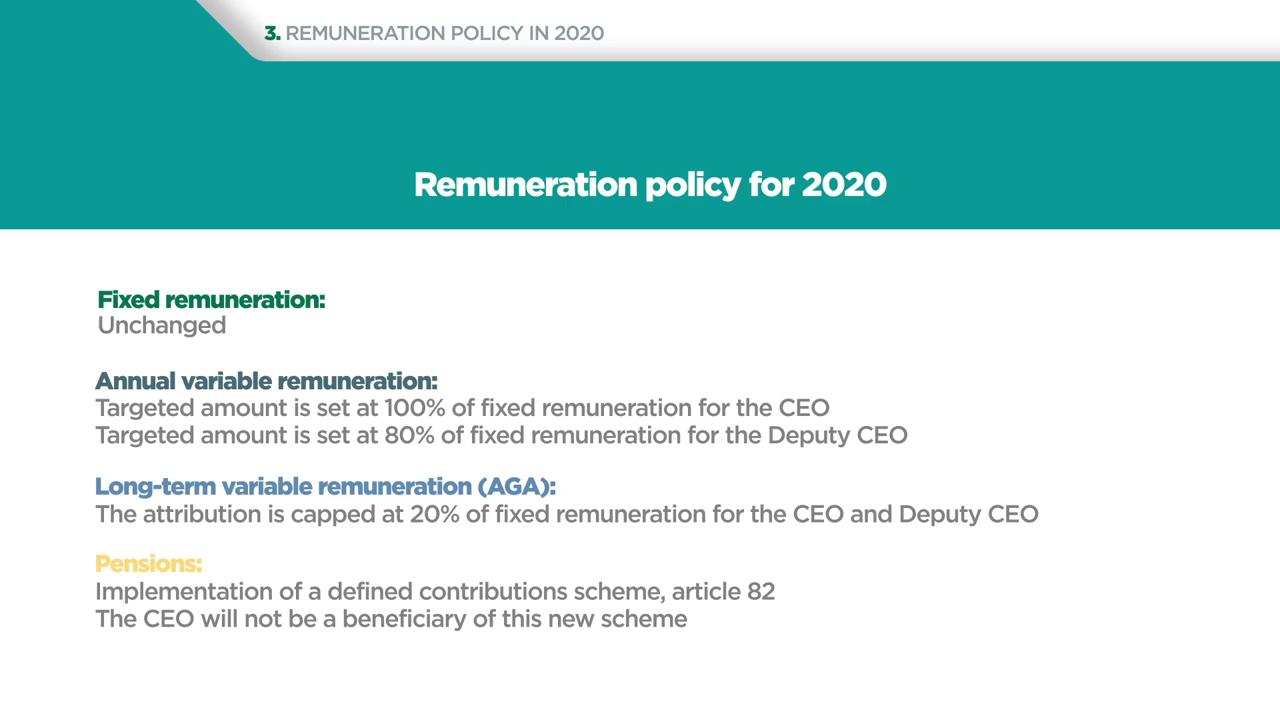 3. REMUNERATION POLICY IN 2020
Remuneration policy for 2020
Fixed remuneration:
Unchanged
Annual variable remuneration:
Targeted amount is set at 100% of fixed remuneration for the CEO
Targeted amount is set at 80% of fixed remuneration for the Deputy CEO
Long-term variable remuneration (AGA):
The attribution is capped at 20% of fixed remuneration for the CEO and Deputy CEO
Pensions:
Implementation of a defined contributions scheme, article 82
The CEO will not be a beneficiary of this new scheme